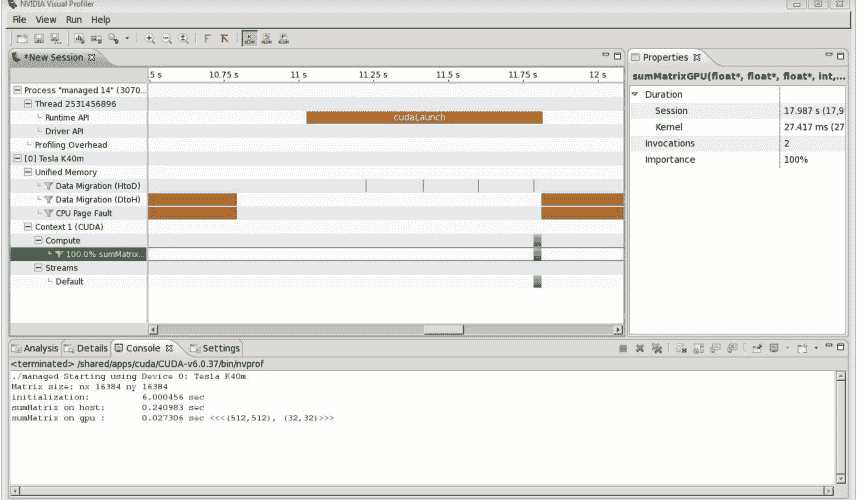 NVIDIA Visual Profiler
File View Run Help
*New Session
.5 s 10.75 s 11 s 11.25 s 11.5 s 11.75 s 12 s
Process "managed 14" (3070...
Thread 2531456896
Runtime API
cudaLaunch
Driver API
Profiling Overhead
[0] Tesla K40m
Unified Memory
Data Migration (HtoD)
Data Migration (DtoH)
CPU Page Fault
Context 1 (CUDA)
Compute
100.0% sumMatrix...
Streams
Default
Properties
sumMatrixGPU(float*, float*, float*, int,...
Duration
Session 17.987 s (17,9
Kernel 27.417 ms (27
Invocations 2
Importance 100%
Analysis Details Console Settings
<terminated> /shared/apps/cuda/CUDA-v6.0.37/bin/nvprof
./managed Starting using Device 0: Tesla K40m
Matrix size: nx 16384 ny 16384
initialization: 6.000456 sec
sumMatrix on host: 0.240983 sec
sumMatrix on gpu : 0.027306 sec <<<(512,512), (32,32)>>>